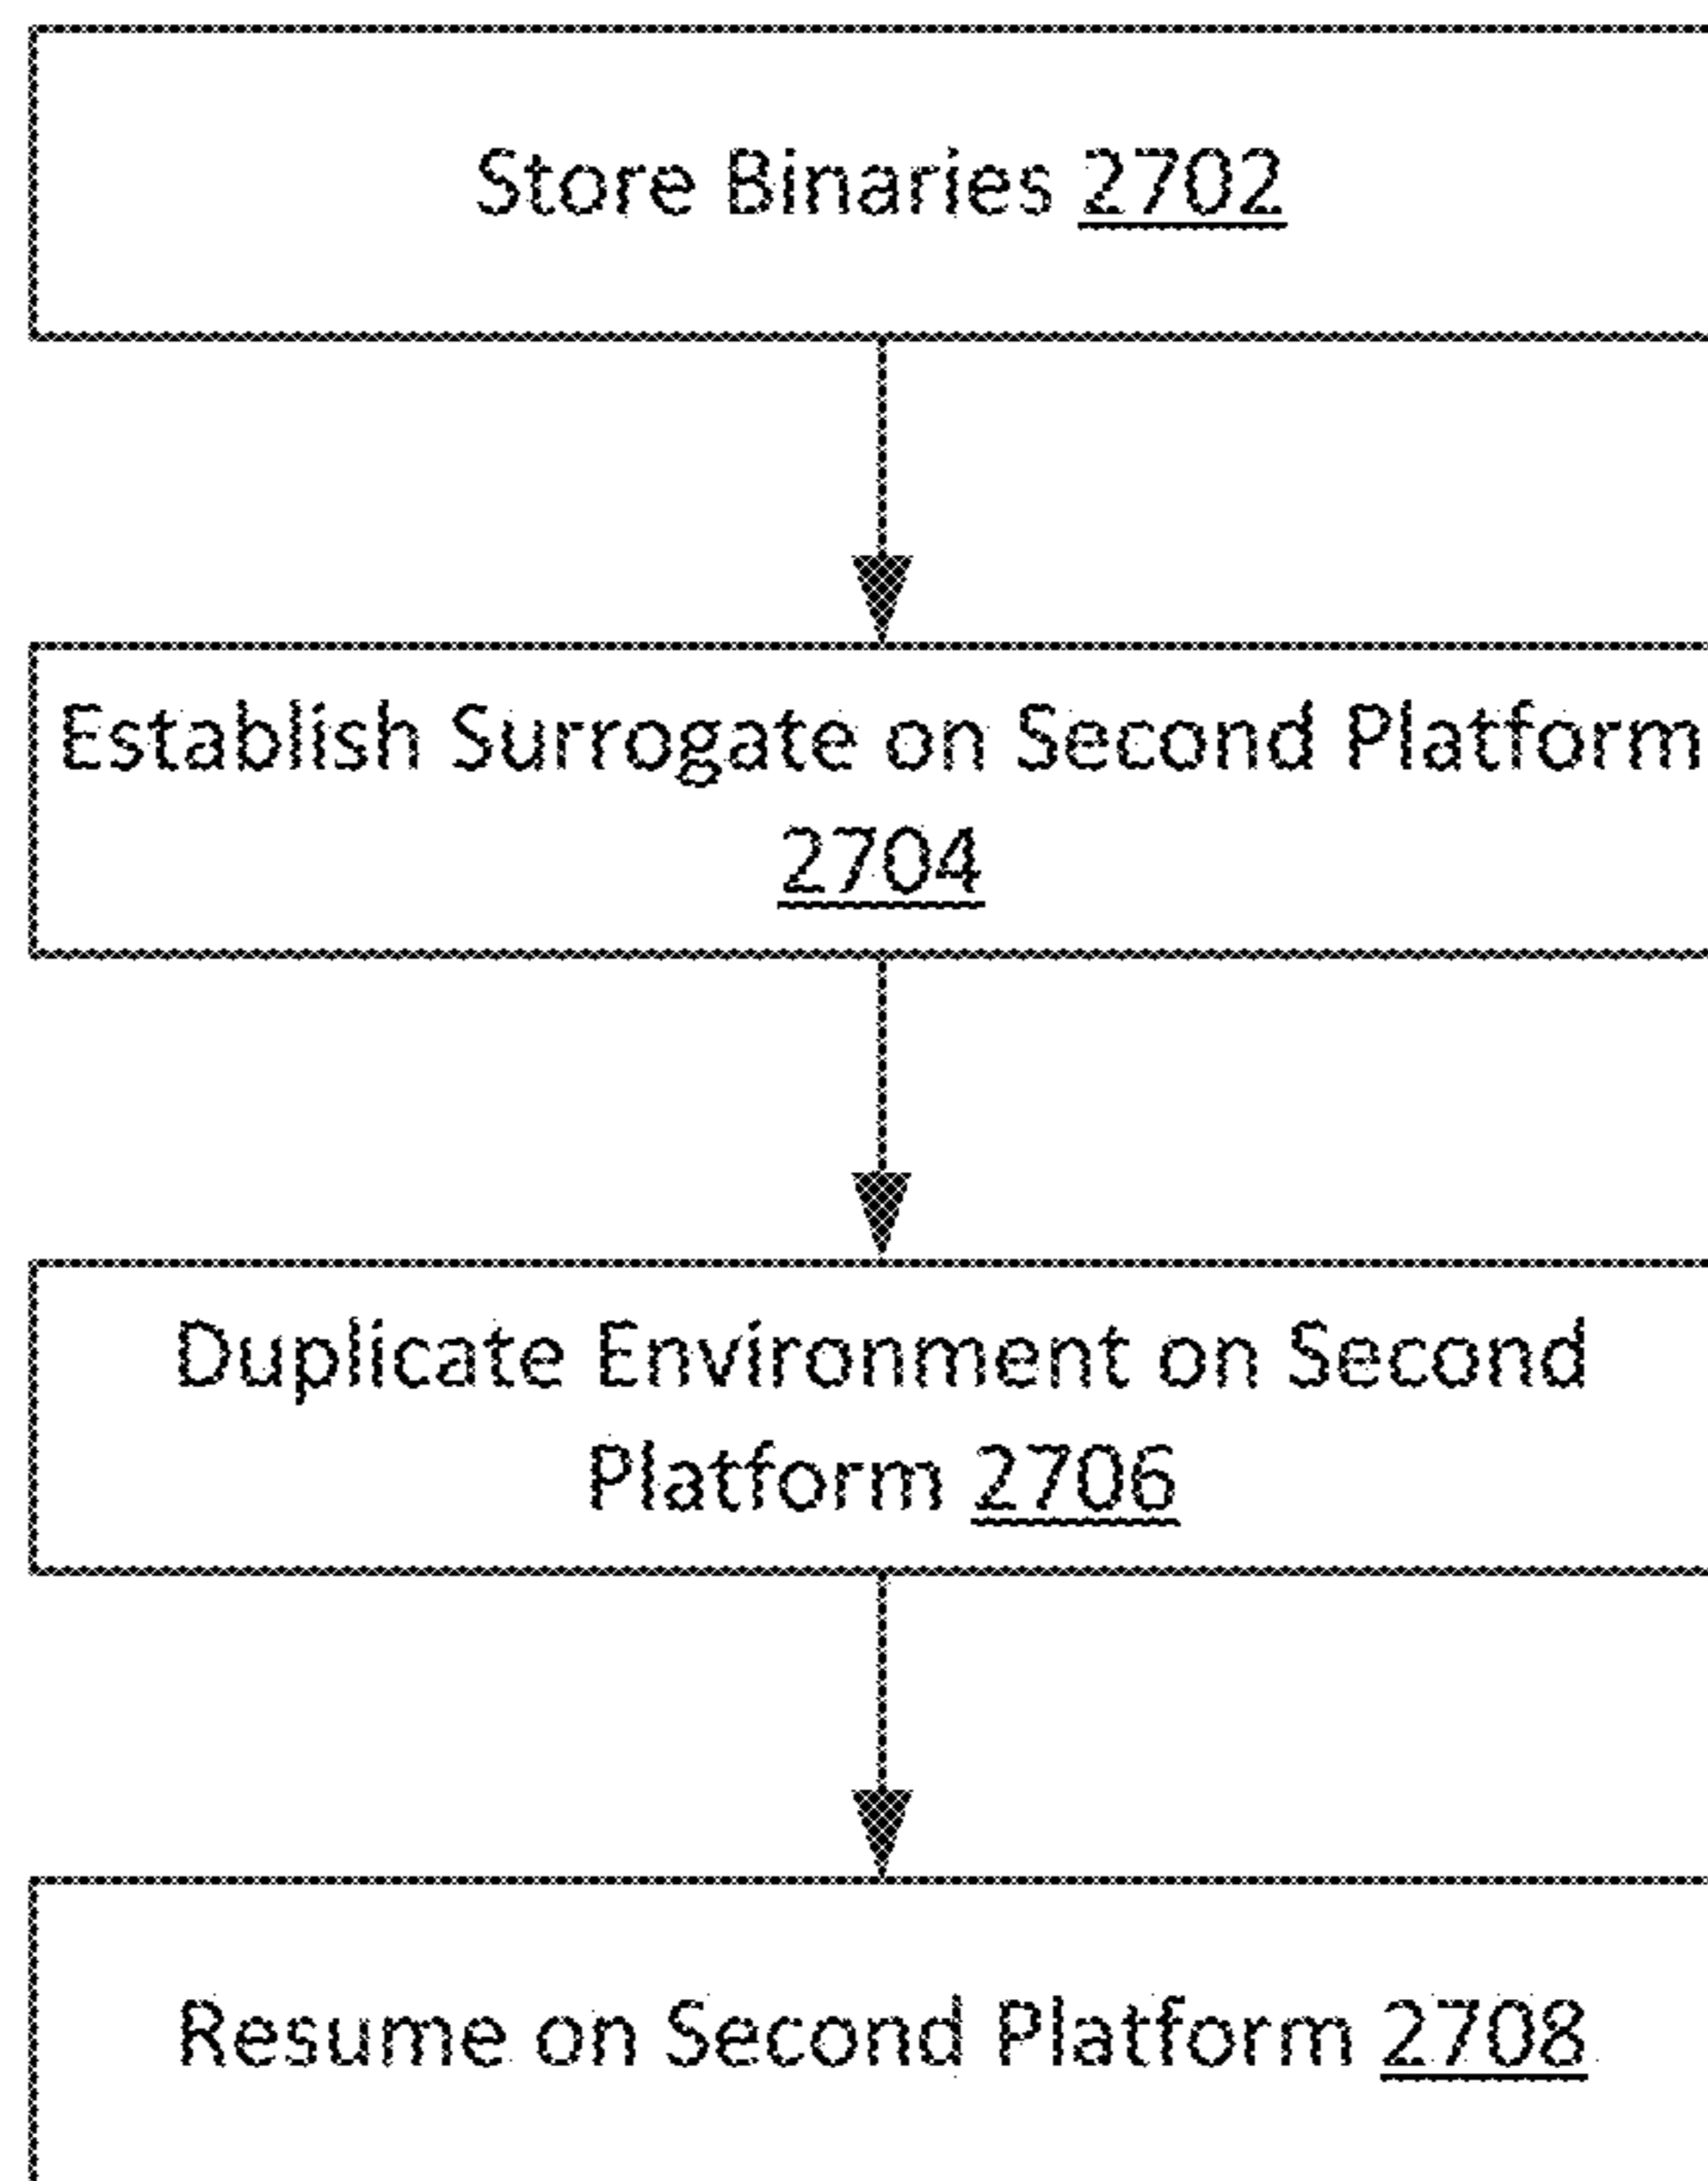 Store Binaries 2702
Establish Surrogate on Second Platform
2704
Duplicate Environment on Second
Platform 2706
Resume on Second Platform 2708